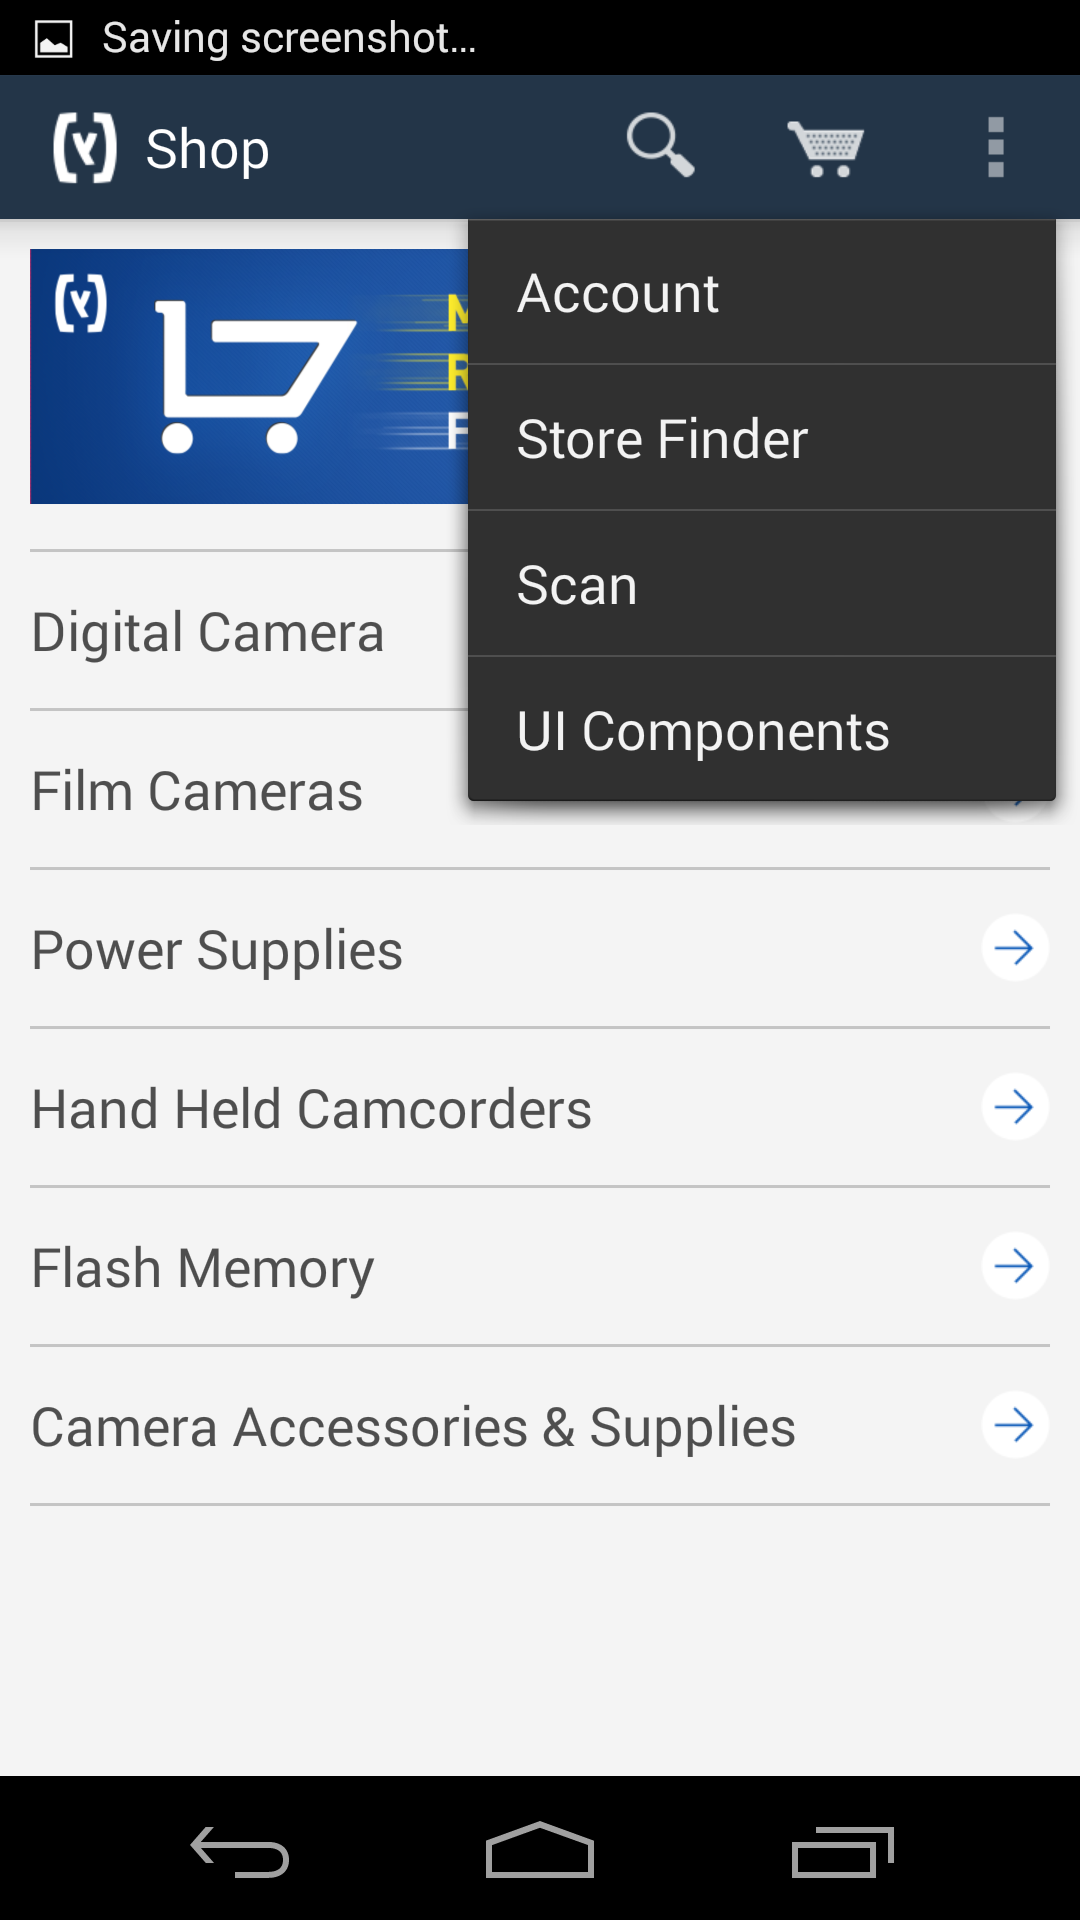 Saving screenshot...
Shop
Account
Store Finder
Scan
UI Components
Digital Camera
Film Cameras
Power Supplies
Hand Held Camcorders
Flash Memory
Camera Accessories & Supplies